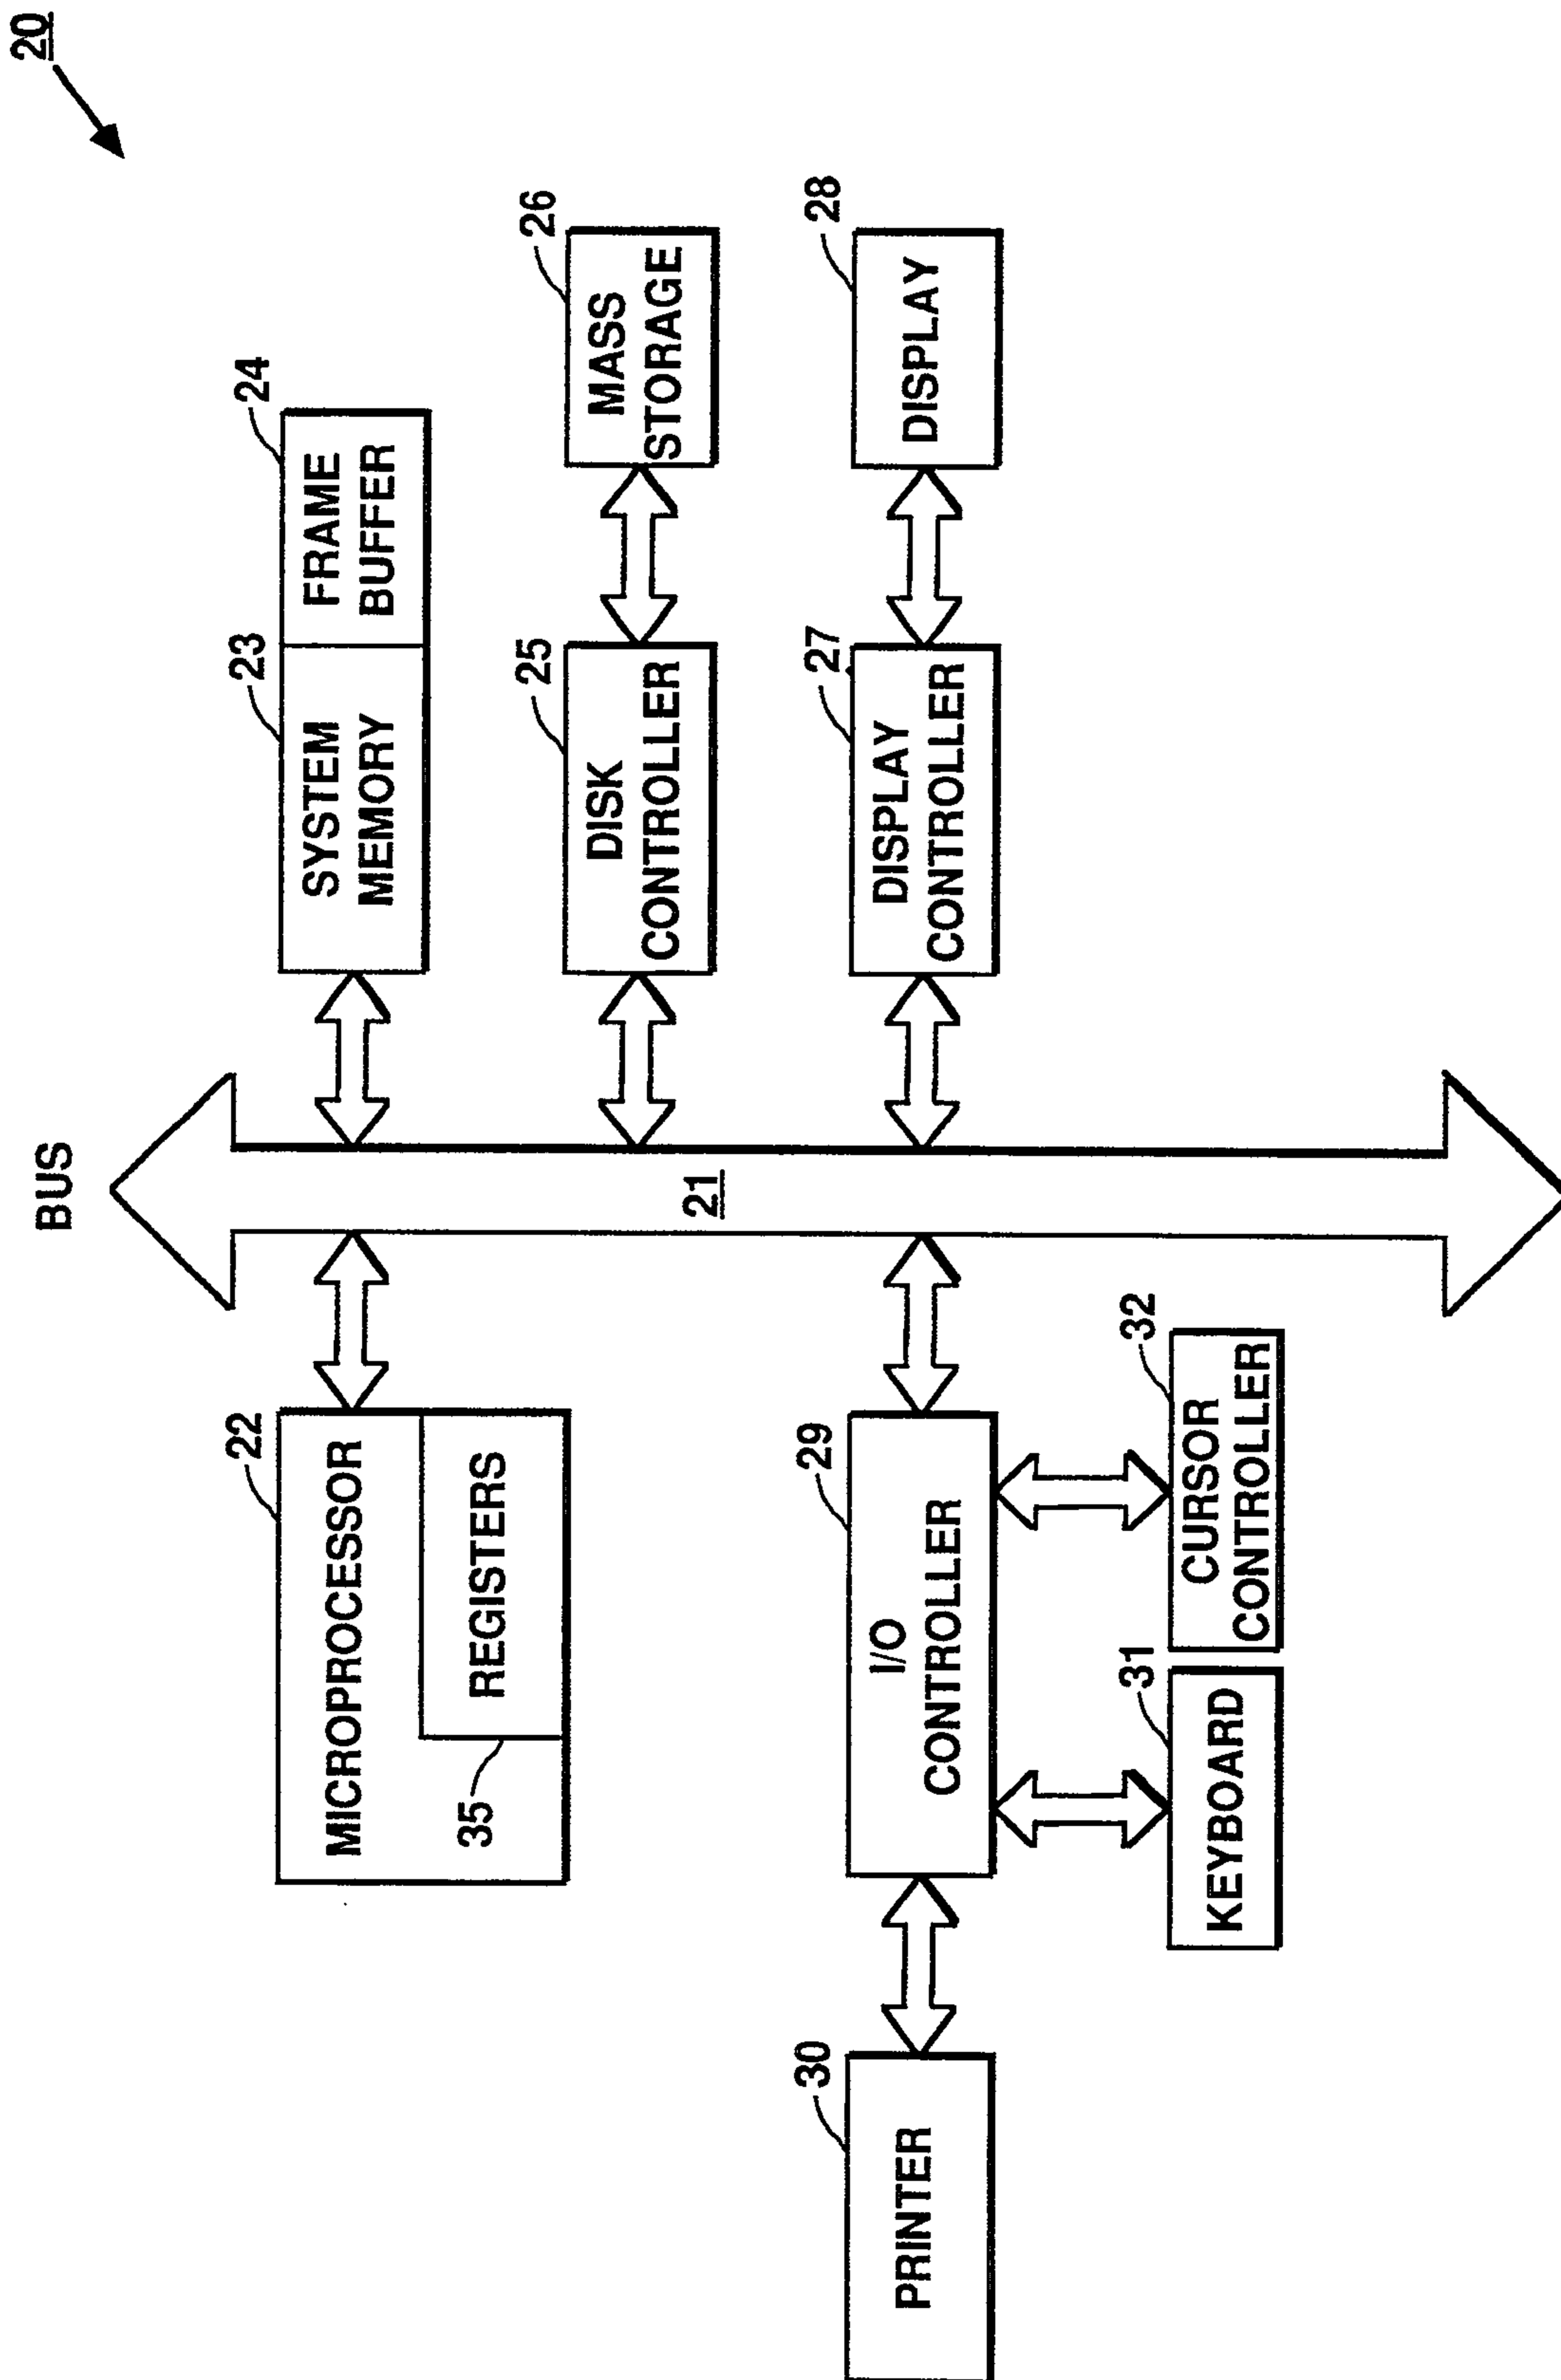 20
BUS
21
22
MICROPROCESSOR
REGISTERS
35
23
SYSTEM
MEMORY
24
FRAME
BUFFER
25
DISK
CONTROLLER
26
MASS
STORAGE
27
DISPLAY
CONTROLLER
28
DISPLAY
29
I/O
CONTROLLER
30
PRINTER
31
KEYBOARD
32
CURSOR
CONTROLLER